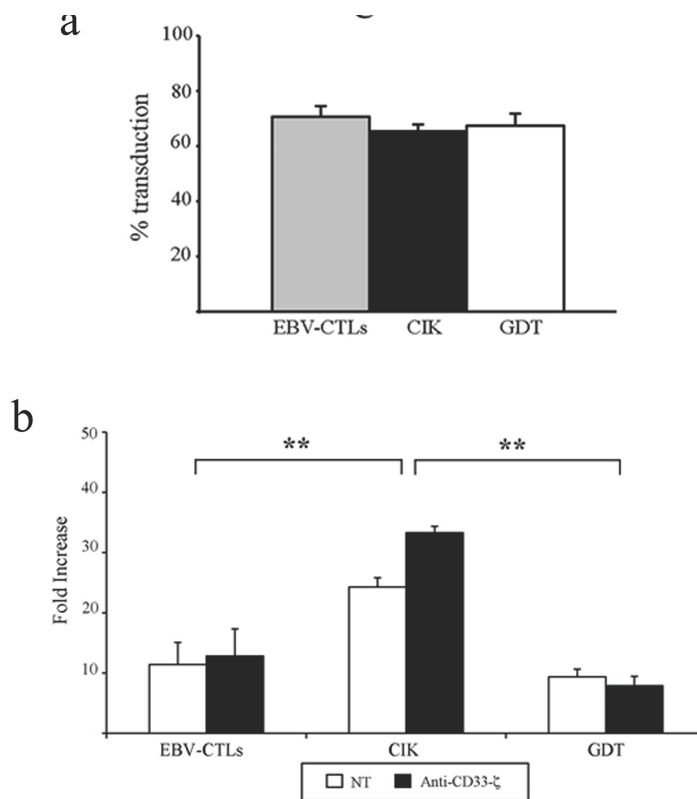 a
100
80
60
40
20
% transduction
EBV-CTLs CIK GDT
b
50
40
30
20
10
Fold Increase
** **
EBV-CTLs CIK GDT
NT Anti-CD33-ζ